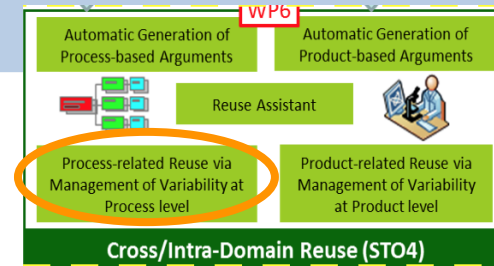 WP6
Automatic Generation of
Process-based Arguments
Automatic Generation of
Product-based Arguments
Reuse Assistant
Process-related Reuse via
Management of Variability at
Process level
Product-related Reuse via
Management of Variability
at Product level
Cross/Intra-Domain Reuse (STO4)